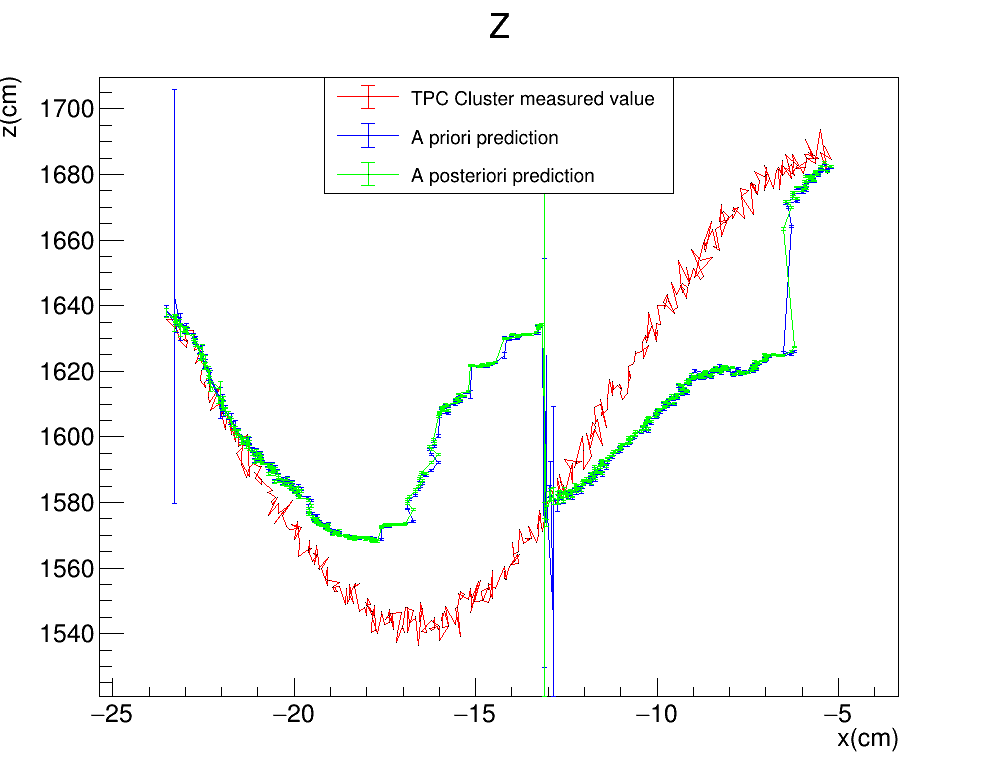 Z
z(cm)
TPC Cluster measured value
A priori prediction
A posteriori prediction
1700
1680
1660
1640
1620
1600
1580
1560
1540
−25 −20 −15 −10 −5
x(cm)